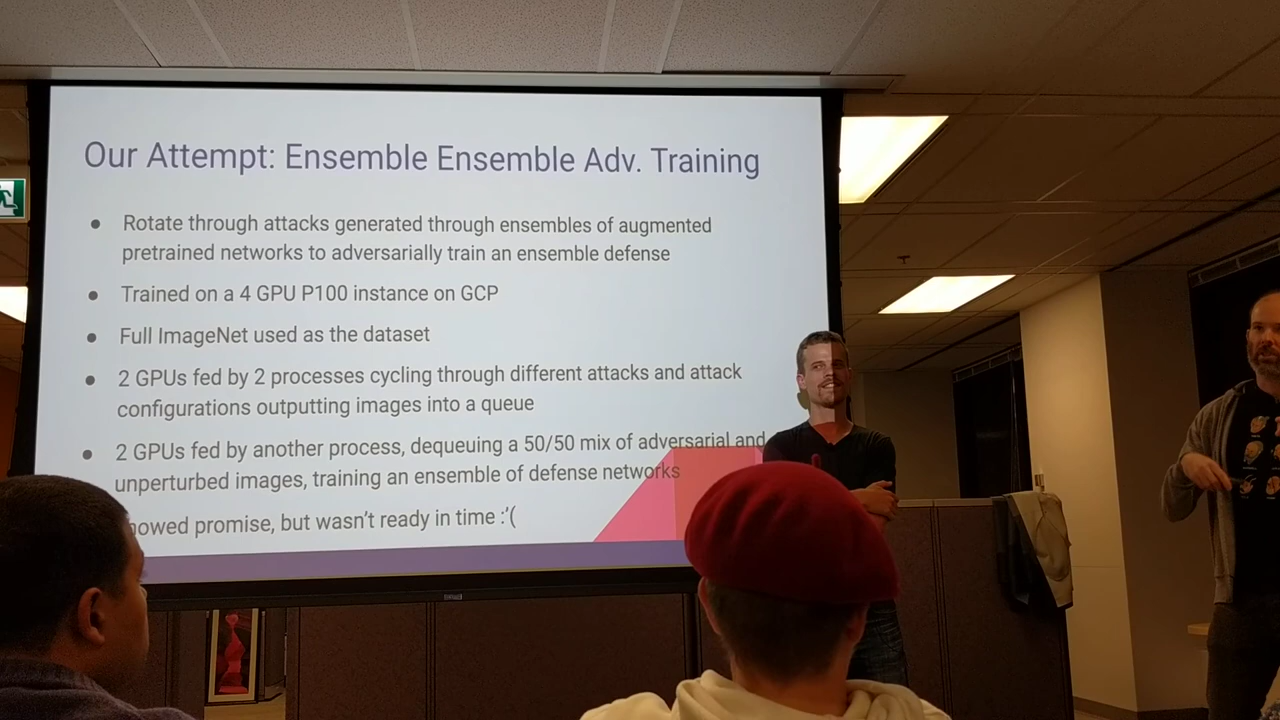 Our Attempt: Ensemble Ensemble Adv. Training
● Rotate through attacks generated through ensembles of augmented
pretrained networks to adversarially train an ensemble defense
● Trained on a 4 GPU P100 instance on GCP
● Full ImageNet used as the dataset
● 2 GPUs fed by 2 processes cycling through different attacks and attack
configurations outputting images into a queue
● 2 GPUs fed by another process, dequeuing a 50/50 mix of adversarial and
unperturbed images, training an ensemble of defense networks
howed promise, but wasn't ready in time :'(